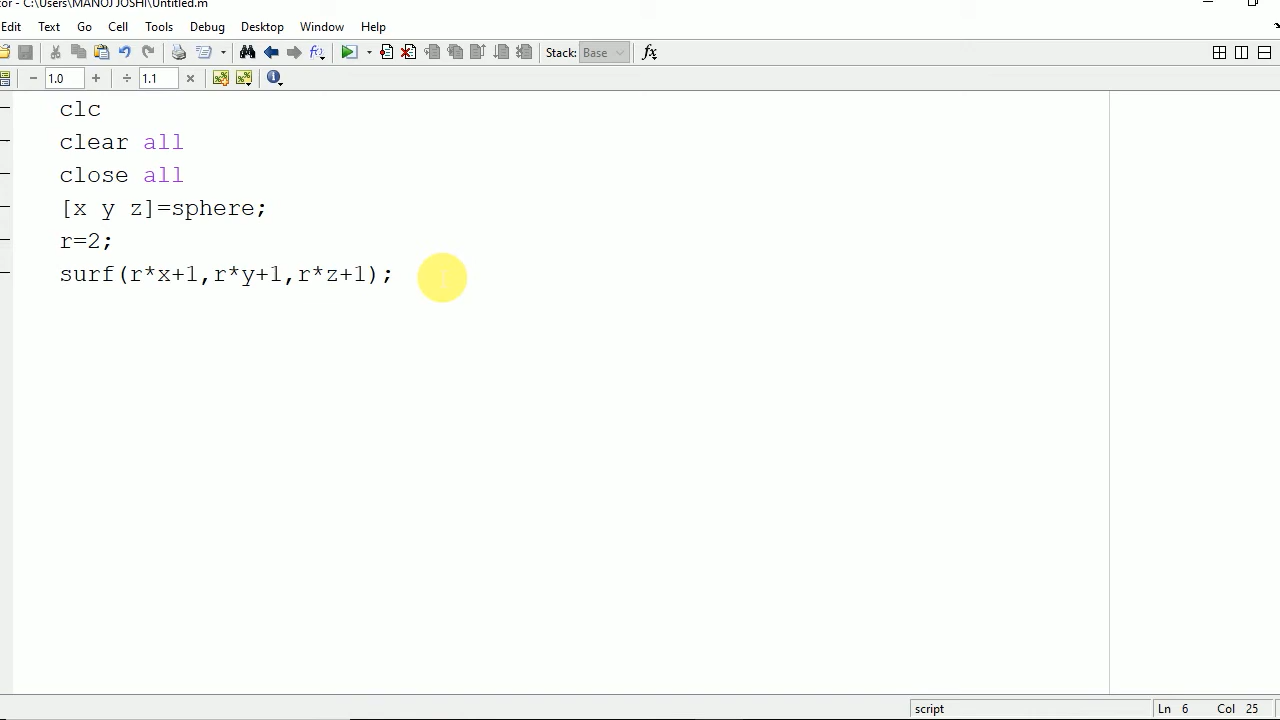 or - C:\Users\MANOJ JOSHI\Untitled.m
Edit Text Go Cell Tools Debug Desktop Window Help
Stack: Base fx
− 1.0 + ÷ 1.1 ×
clc
clear all
close all
[x y z]=sphere;
r=2;
surf(r*x+1,r*y+1,r*z+1);
script Ln 6 Col 25